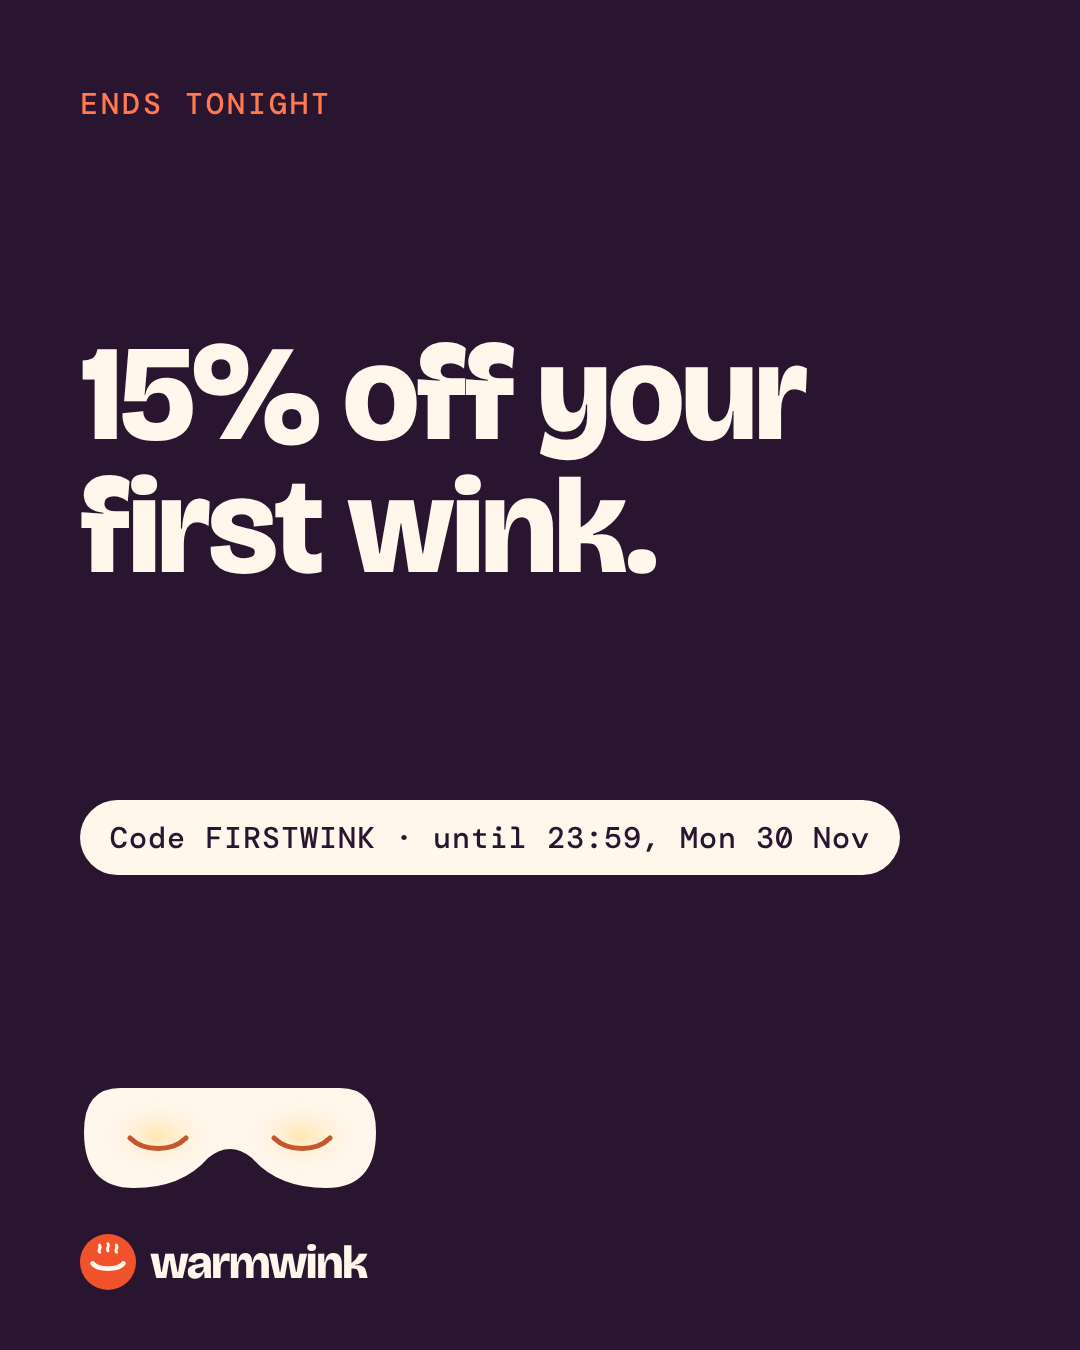 ENDS TONIGHT
15% off your
first wink.
Code FIRSTWINK · until 23:59, Mon 30 Nov
warmwink